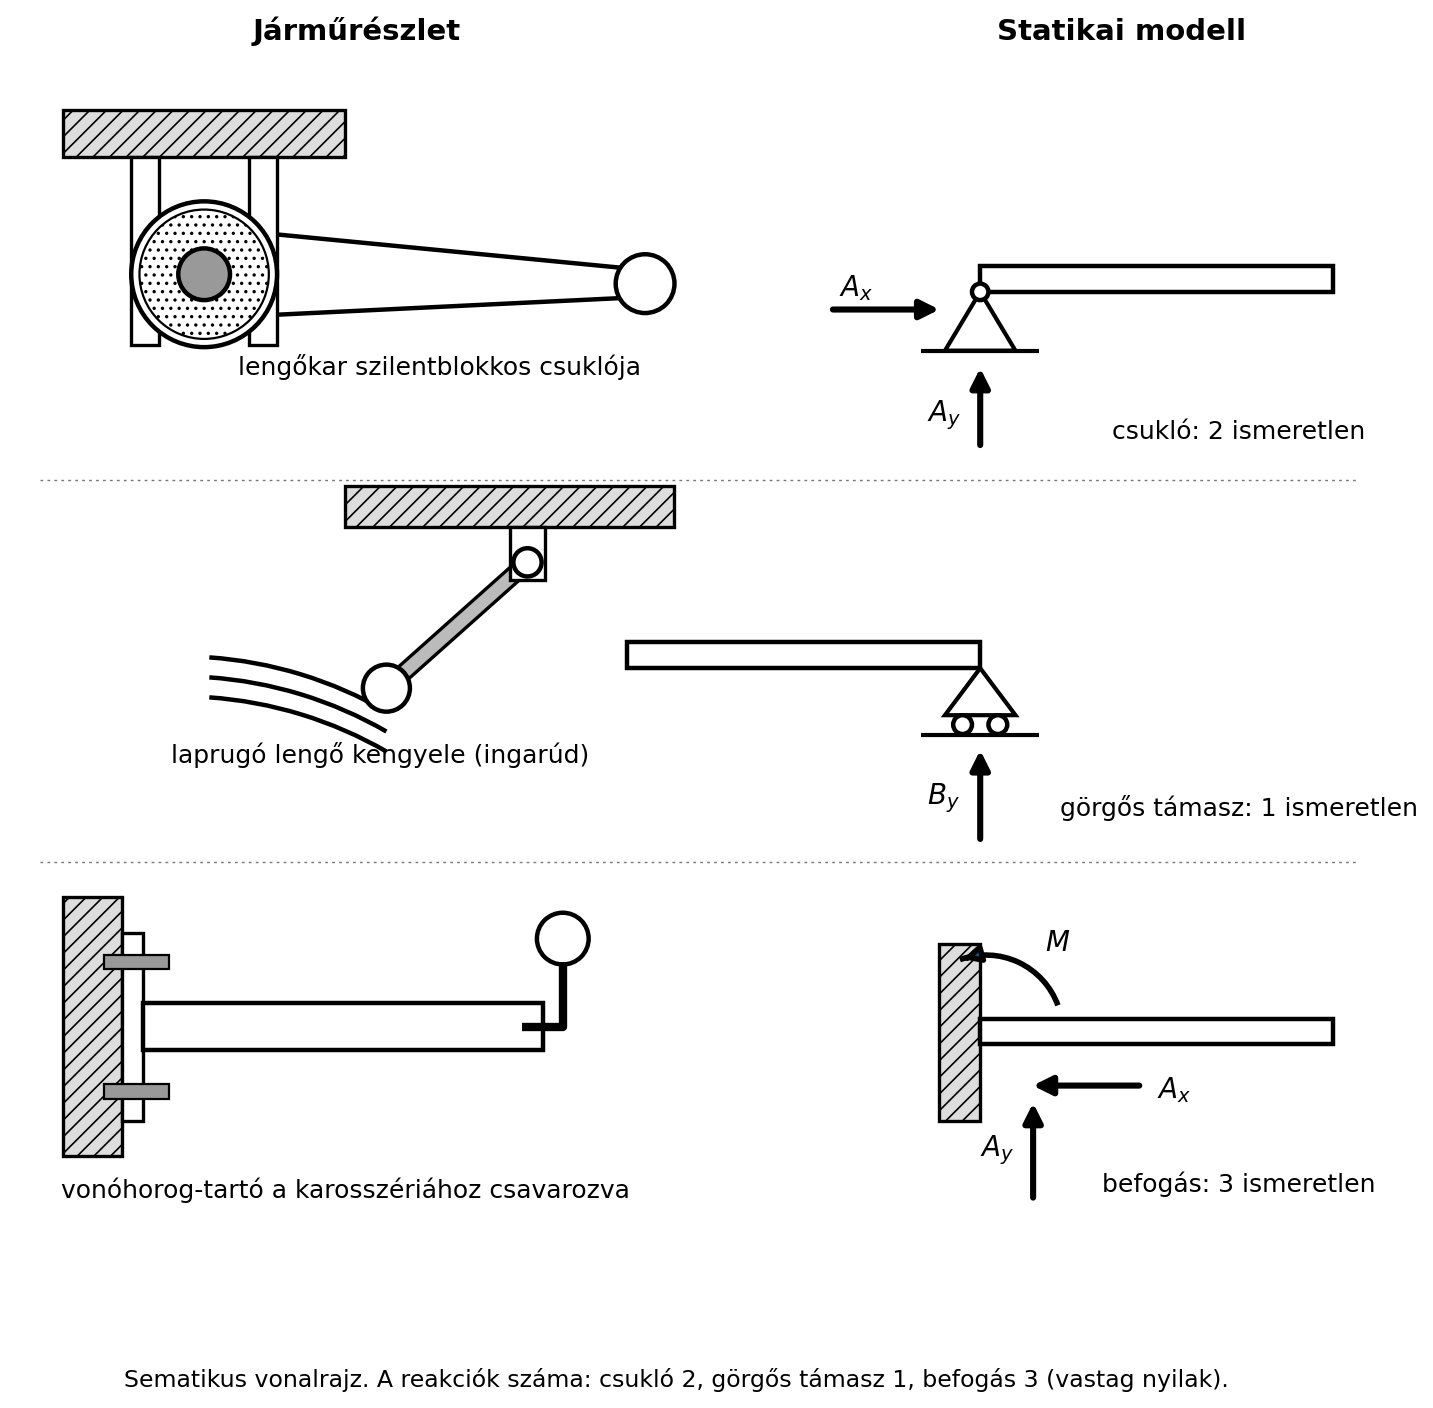 Járműrészlet
Statikai modell
A_x
lengőkar szilentblokkos csuklója
A_y
csukló: 2 ismeretlen
laprugó lengő kengyele (ingarúd)
B_y
görgős támasz: 1 ismeretlen
M
A_x
A_y
vonóhorog-tartó a karosszériához csavarozva
befogás: 3 ismeretlen
Sematikus vonalrajz. A reakciók száma: csukló 2, görgős támasz 1, befogás 3 (vastag nyilak).